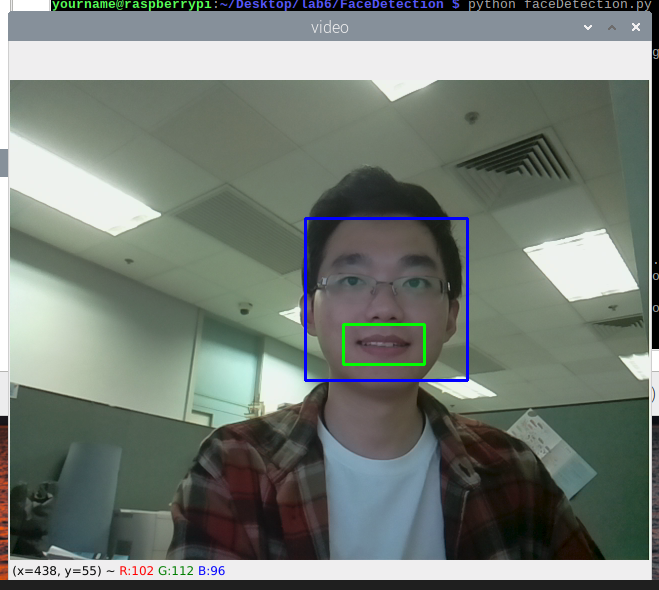 yourname@raspberrypi:~/Desktop/lab6/FaceDetection $ python faceDetection.py
video
(x=438, y=55) ~ R:102 G:112 B:96